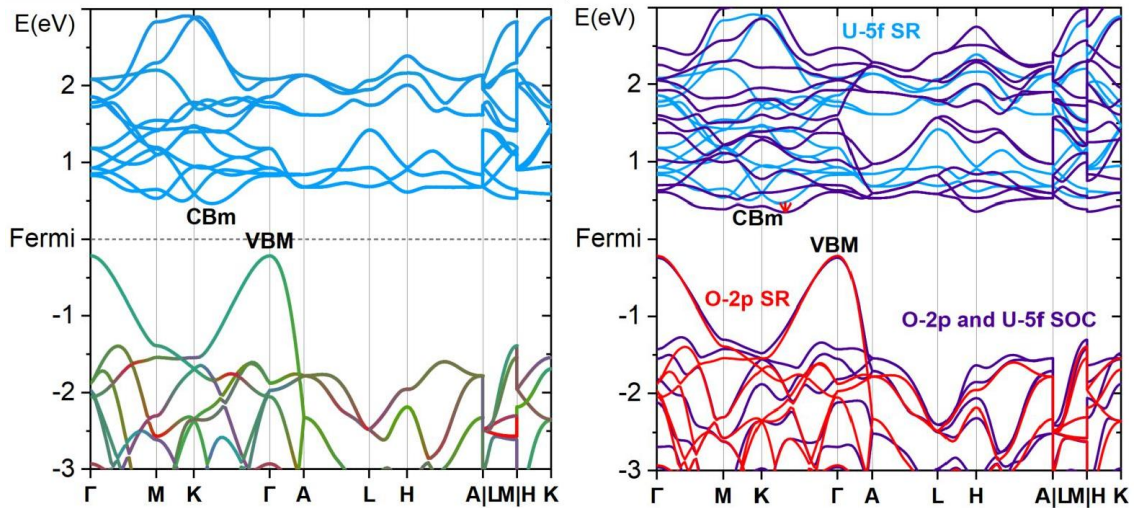 E(eV)
2
1
Fermi
-1
-2
-3
CBm
VBM
Γ M K Γ A L H A|LM|H K
E(eV)
2
1
Fermi
-1
-2
-3
U-5f SR
CBm
VBM
O-2p SR
O-2p and U-5f SOC
Γ M K Γ A L H A|LM|H K